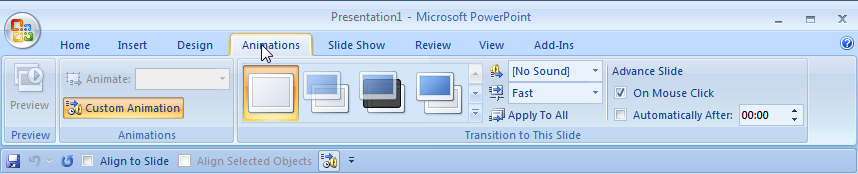 Presentation1 - Microsoft PowerPoint
Home Insert Design Animations Slide Show Review View Add-Ins
Preview
Animate:
Custom Animation
[No Sound]
Fast
Apply To All
Advance Slide
On Mouse Click
Automatically After: 00:00
Preview Animations Transition to This Slide
Align to Slide Align Selected Objects